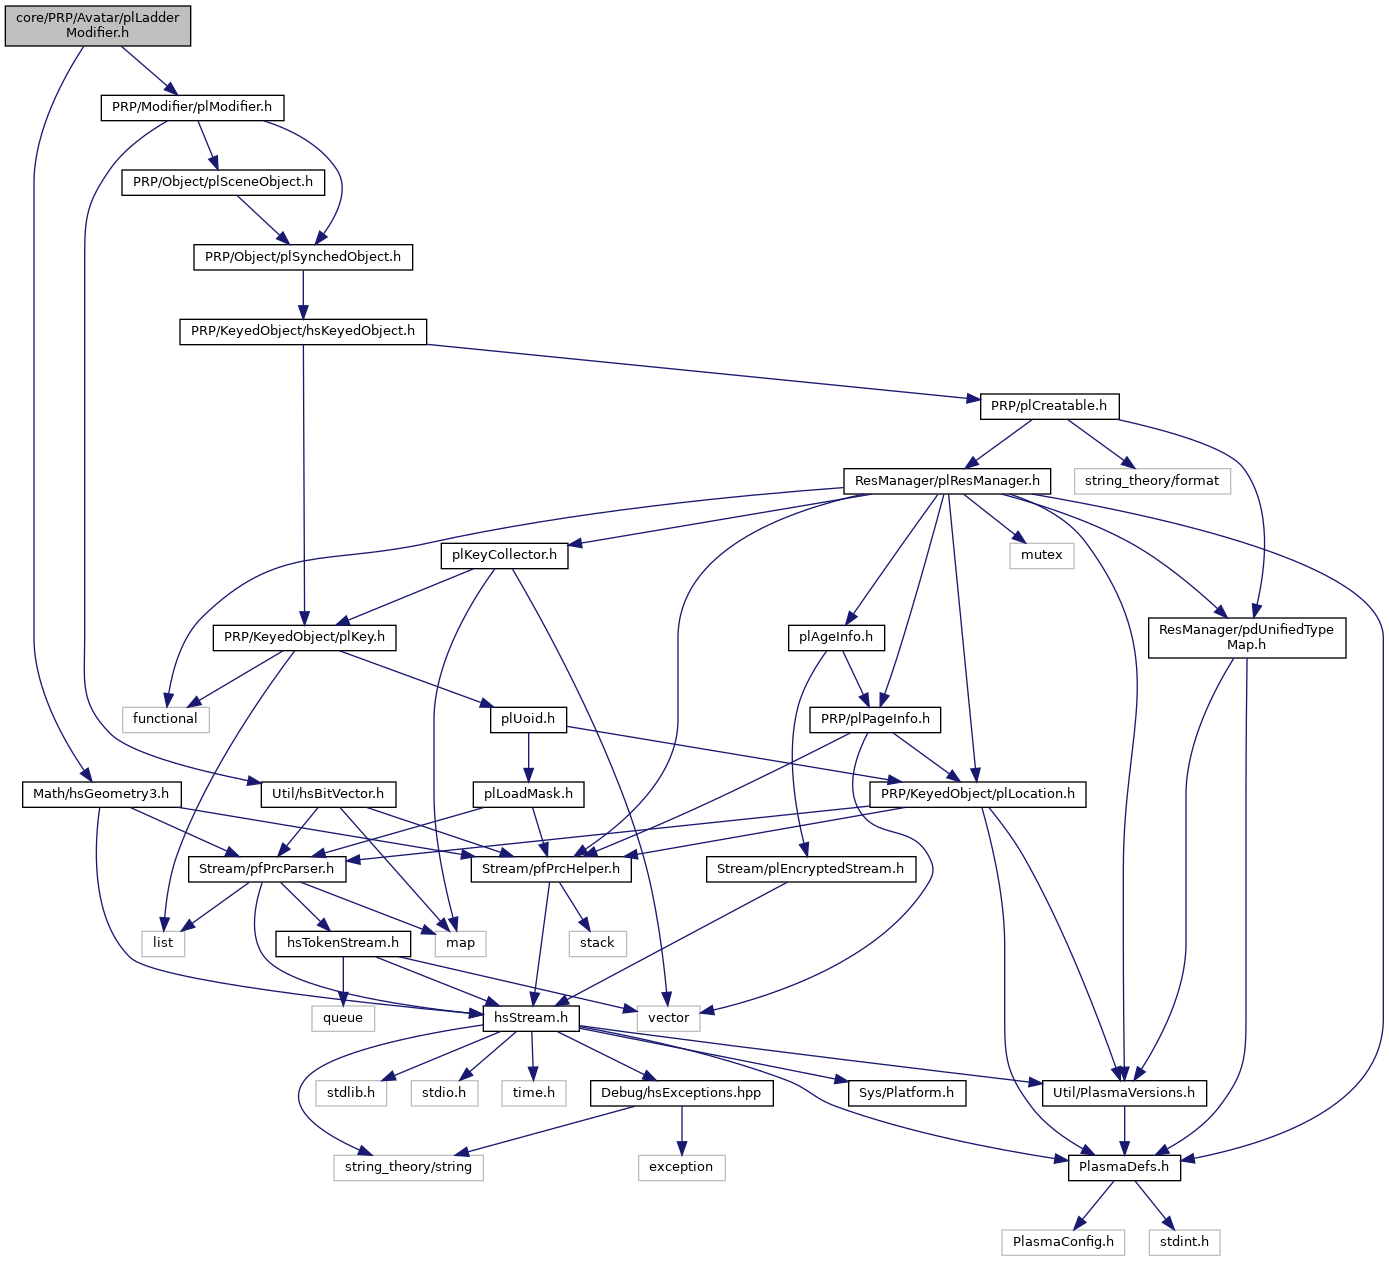 core/PRP/Avatar/plLadder
Modifier.h
PRP/Modifier/plModifier.h
PRP/Object/plSceneObject.h
PRP/Object/plSynchedObject.h
PRP/KeyedObject/hsKeyedObject.h
PRP/plCreatable.h
ResManager/plResManager.h
string_theory/format
plKeyCollector.h
mutex
PRP/KeyedObject/plKey.h
plAgeInfo.h
ResManager/pdUnifiedType
Map.h
functional
plUoid.h
PRP/plPageInfo.h
Math/hsGeometry3.h
Util/hsBitVector.h
plLoadMask.h
PRP/KeyedObject/plLocation.h
Stream/pfPrcParser.h
Stream/pfPrcHelper.h
Stream/plEncryptedStream.h
list
hsTokenStream.h
map
stack
queue
hsStream.h
vector
stdlib.h
stdio.h
time.h
Debug/hsExceptions.hpp
Sys/Platform.h
Util/PlasmaVersions.h
string_theory/string
exception
PlasmaDefs.h
PlasmaConfig.h
stdint.h